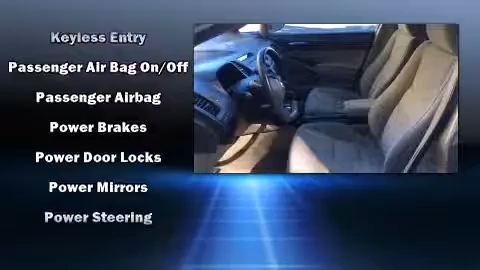 Keyless Entry
Passenger Air Bag On/Off
Passenger Airbag
Power Brakes
Power Door Locks
Power Mirrors
Power Steering